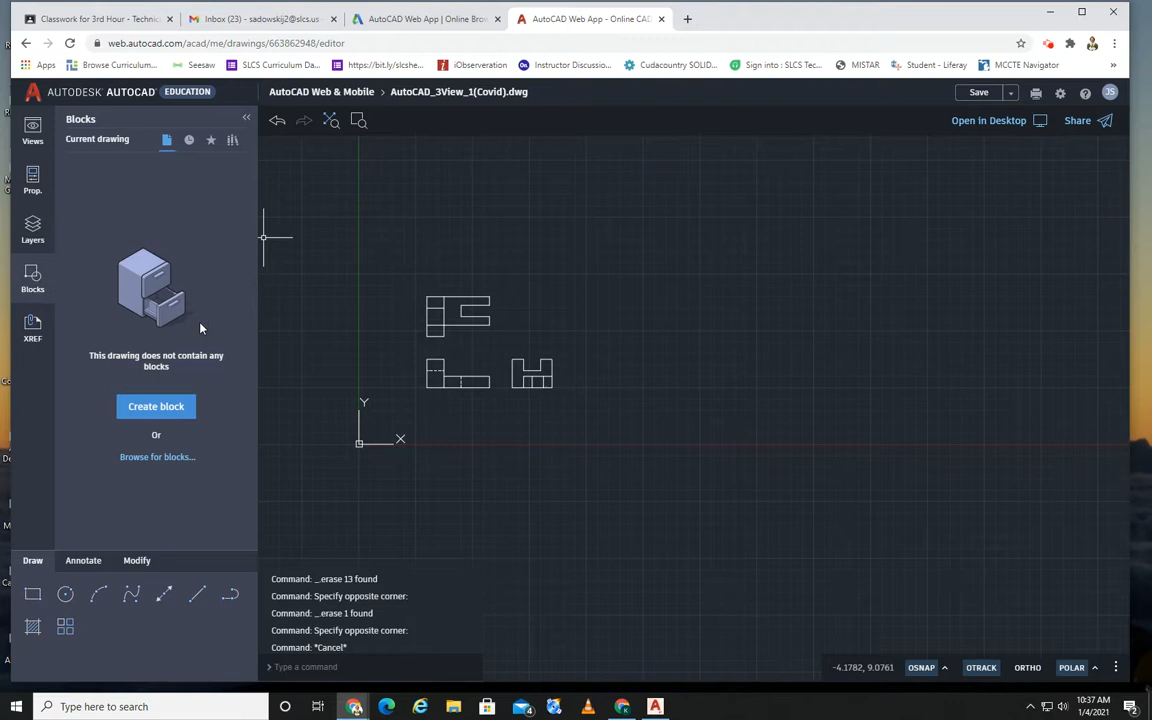 Classwork for 3rd Hour - Technic
Inbox (23) - sadowskij2@slcs.us
AutoCAD Web App | Online Brow
AutoCAD Web App - Online CAD
web.autocad.com/acad/me/drawings/663862948/editor
Apps
Browse Curriculum...
Seesaw
SLCS Curriculum Da...
https://bit.ly/slcshe...
iObservation
Instructor Discussio...
Cudacountry SOLID...
Sign into : SLCS Tec...
MISTAR
Student - Liferay
MCCTE Navigator
»
AUTODESK® AUTOCAD® EDUCATION
AutoCAD Web & Mobile > AutoCAD_3View_1(Covid).dwg
Save
JS
Open in Desktop
Share
Views
Prop.
Layers
Blocks
XREF
Blocks
Current drawing
This drawing does not contain any
blocks
Create block
Or
Browse for blocks...
Y
X
Draw
Annotate
Modify
Command: _.erase 13 found
Command: Specify opposite corner:
Command: _.erase 1 found
Command: Specify opposite corner:
Command: *Cancel*
Type a command
-4.1782, 9.0761
OSNAP
OTRACK
ORTHO
POLAR
Type here to search
4
10:37 AM
1/4/2021
2